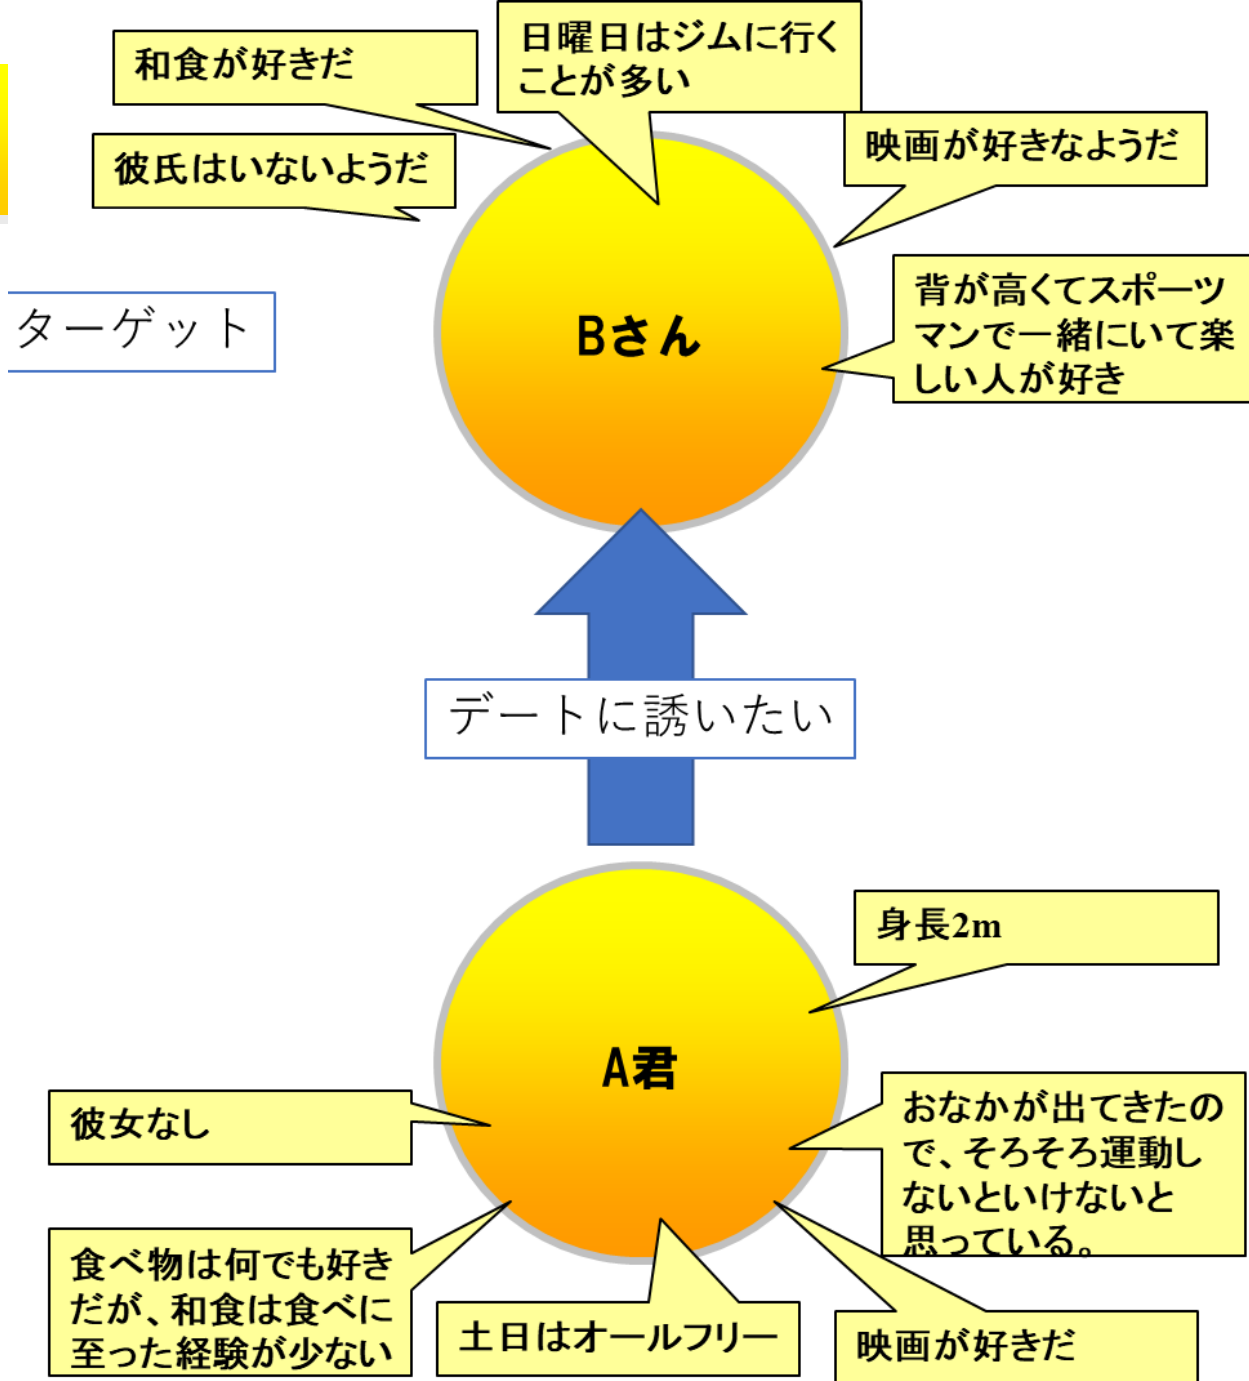 和食が好きだ
日曜日はジムに行く
ことが多い
彼氏はいないようだ
映画が好きなようだ
ターゲット
背が高くてスポーツ
マンで一緒にいて楽
しい人が好き
Bさん
デートに誘いたい
身長2m
A君
彼女なし
おなかが出てきたの
で、そろそろ運動し
ないといけないと
思っている。
食べ物は何でも好き
だが、和食は食べに
至った経験が少ない
土日はオールフリー
映画が好きだ